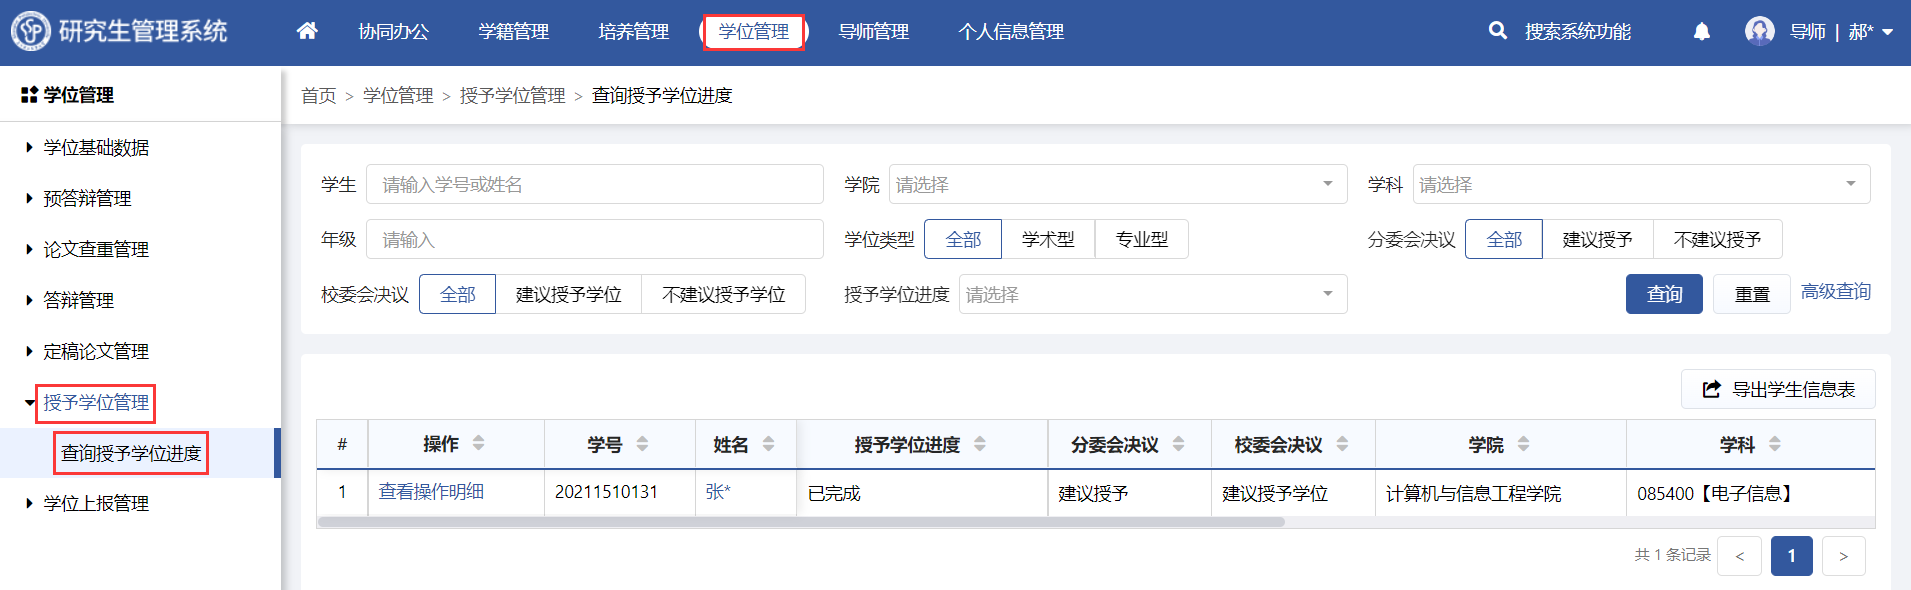 研究生管理系统 协同办公 学籍管理 培养管理 学位管理 导师管理 个人信息管理 搜索系统功能 导师 | 郝*
学位管理
学位基础数据
预答辩管理
论文查重管理
答辩管理
定稿论文管理
授予学位管理
查询授予学位进度
学位上报管理
首页 > 学位管理 > 授予学位管理 > 查询授予学位进度
学生 请输入学号或姓名 学院 请选择 学科 请选择
年级 请输入 学位类型 全部 学术型 专业型 分委会决议 全部 建议授予 不建议授予
校委会决议 全部 建议授予学位 不建议授予学位 授予学位进度 请选择 查询 重置 高级查询
导出学生信息表
# 操作 学号 姓名 授予学位进度 分委会决议 校委会决议 学院 学科
1 查看操作明细 20211510131 张* 已完成 建议授予 建议授予学位 计算机与信息工程学院 085400【电子信息】
共 1 条记录 < 1 >